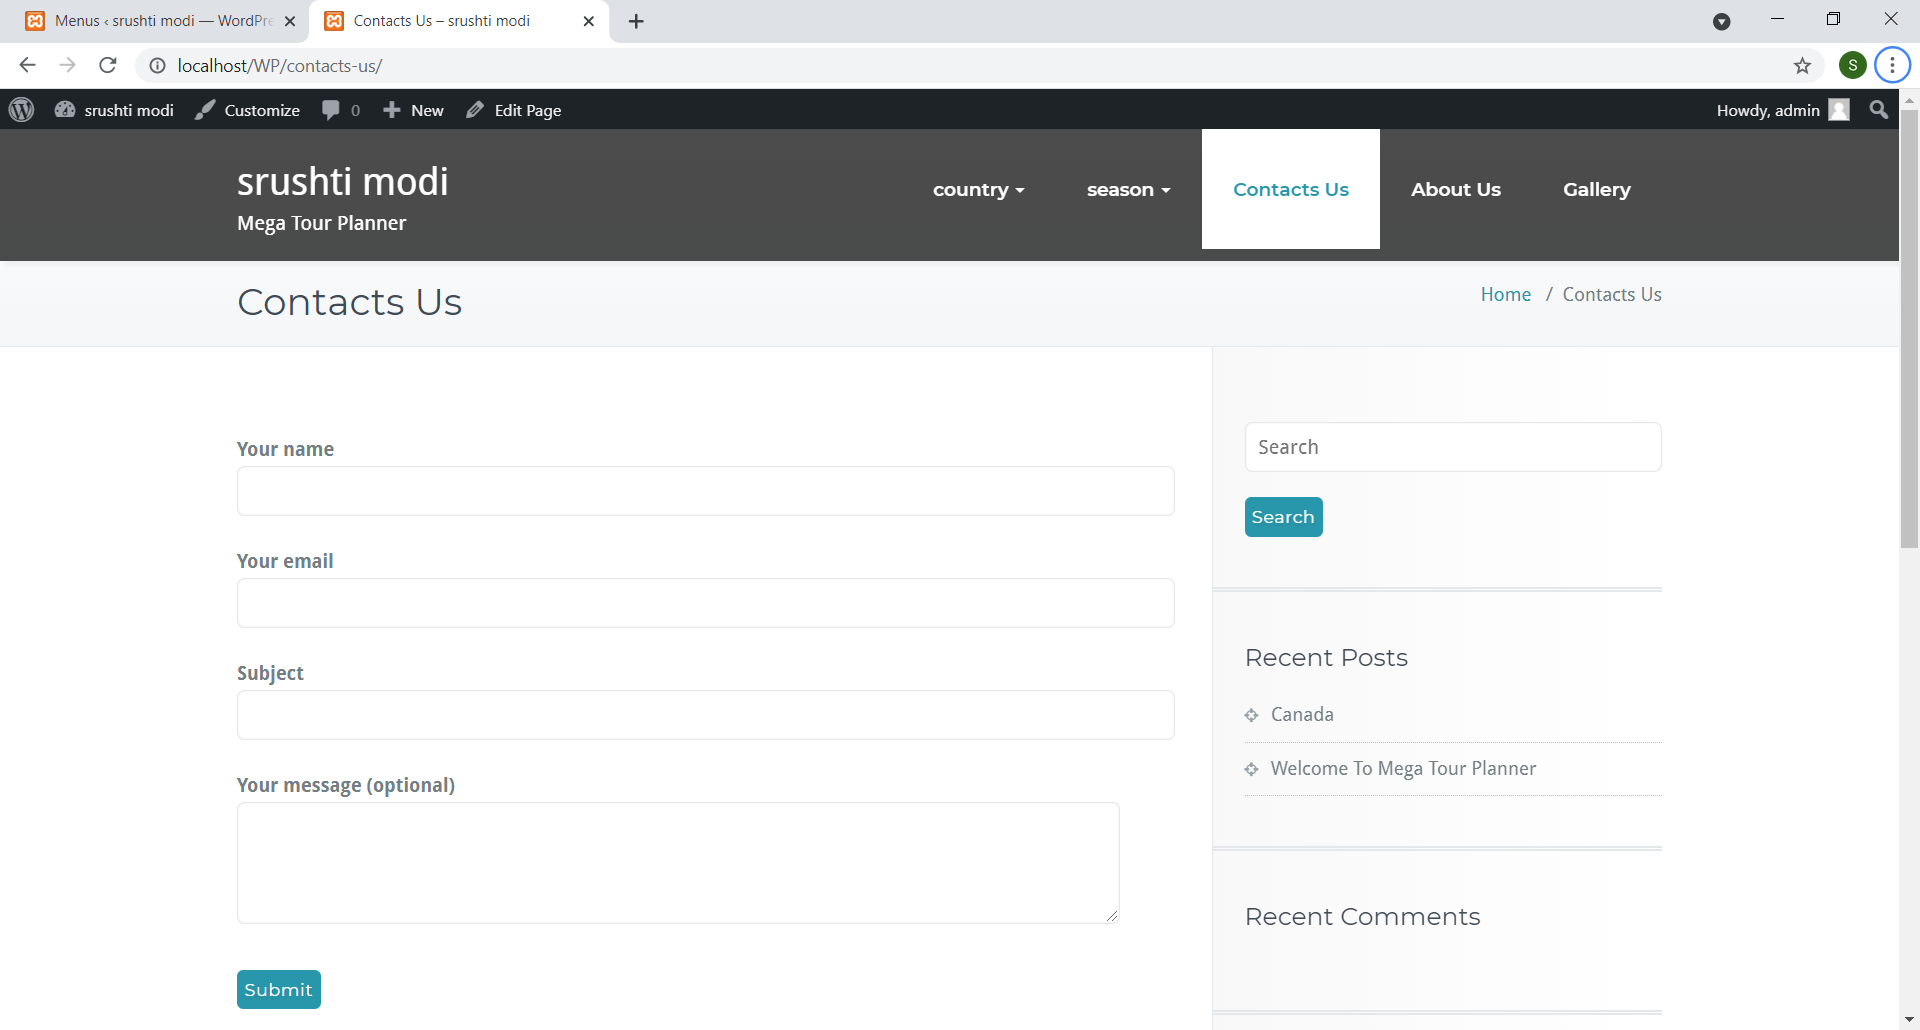 Menus ‹ srushti modi — WordPre
Contacts Us – srushti modi
localhost/WP/contacts-us/
S
srushti modi
Customize
0
New
Edit Page
Howdy, admin
srushti modi
Mega Tour Planner
country
season
Contacts Us
About Us
Gallery
Contacts Us
Home / Contacts Us
Your name
Your email
Subject
Your message (optional)
Submit
Search
Search
Recent Posts
Canada
Welcome To Mega Tour Planner
Recent Comments